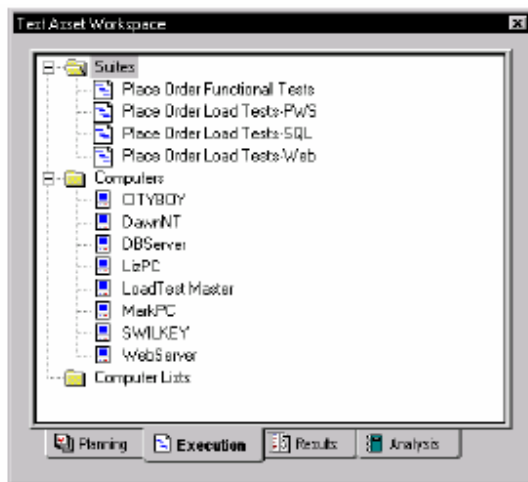 Test Asset Workspace
Suites
Place Order Functional Tests
Place Order Load Tests-PWS
Place Order Load Tests-SQL
Place Order Load Tests-Web
Computers
CITYBOY
DawnNT
DBServer
LizPC
LoadTest Master
MarkPC
SWILKEY
WebServer
Computer Lists
Planning Execution Results Analysis